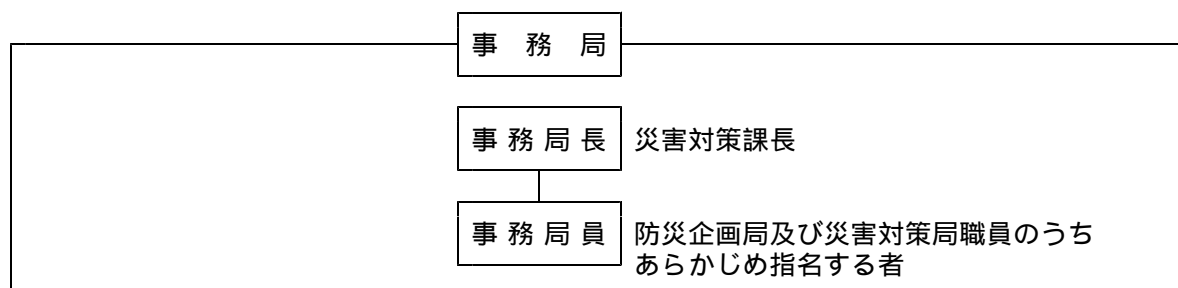 事務局
事務局長 災害対策課長
事務局員 防災企画局及び災害対策局職員のうち
あらかじめ指名する者